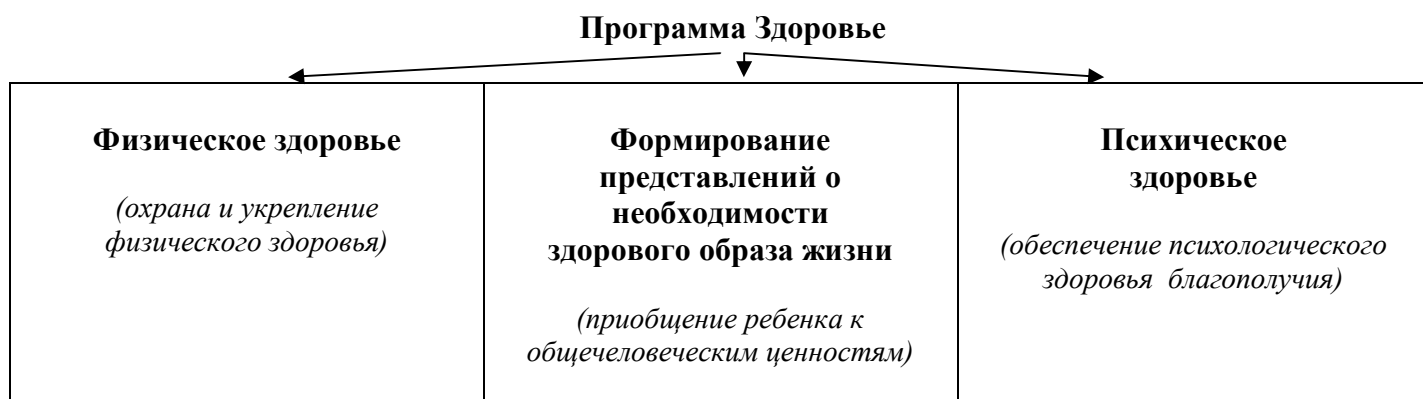 Программа Здоровье
Физическое здоровье
(охрана и укрепление
физического здоровья)
Формирование
представлений о
необходимости
здорового образа жизни
(приобщение ребенка к
общечеловеческим ценностям)
Психическое
здоровье
(обеспечение психологического
здоровья  благополучия)